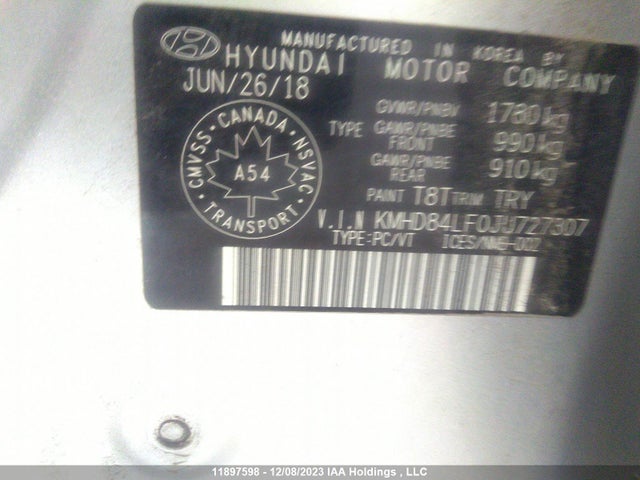 MANUFACTURED IN KOREA BY
HYUNDAI MOTOR COMPANY
JUN/26/18
GVWR/PNBV 1780kg
TYPE GAWR/PNBE FRONT 990kg
GAWR/PNBE REAR 910kg
PAINT T8T TRIM TRY
V.I.N KMHD84LF0JU727307
TYPE:PC/VT ICES/NMB-002
CMVSS · CANADA · NSVAC
A54
TRANSPORT
11897598 - 12/08/2023 IAA Holdings , LLC